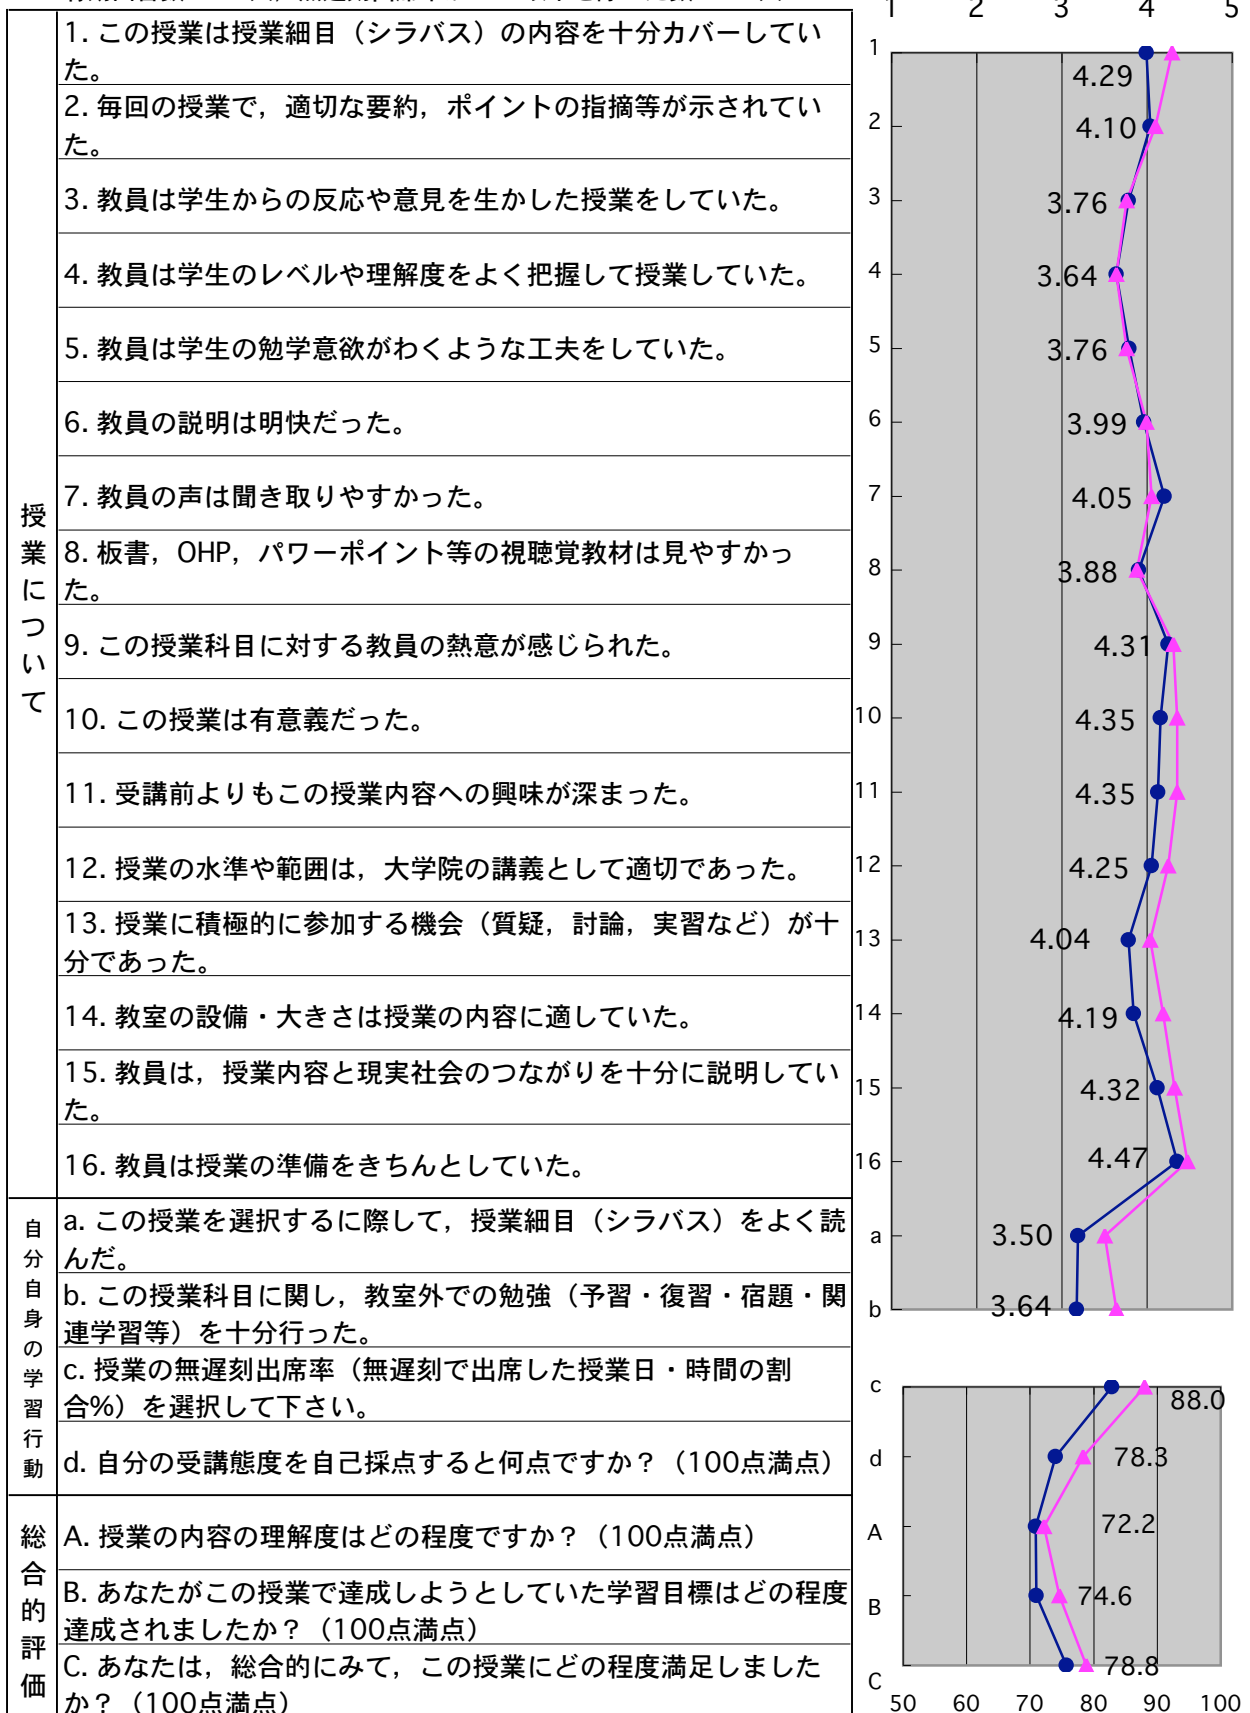 1 2 3 4 5
授業について
1. この授業は授業細目（シラバス）の内容を十分カバーしてい
た。
2. 毎回の授業で，適切な要約，ポイントの指摘等が示されてい
た。
3. 教員は学生からの反応や意見を生かした授業をしていた。
4. 教員は学生のレベルや理解度をよく把握して授業していた。
5. 教員は学生の勉学意欲がわくような工夫をしていた。
6. 教員の説明は明快だった。
7. 教員の声は聞き取りやすかった。
8. 板書，OHP，パワーポイント等の視聴覚教材は見やすかっ
た。
9. この授業科目に対する教員の熱意が感じられた。
10. この授業は有意義だった。
11. 受講前よりもこの授業内容への興味が深まった。
12. 授業の水準や範囲は，大学院の講義として適切であった。
13. 授業に積極的に参加する機会（質疑，討論，実習など）が十
分であった。
14. 教室の設備・大きさは授業の内容に適していた。
15. 教員は，授業内容と現実社会のつながりを十分に説明してい
た。
16. 教員は授業の準備をきちんとしていた。
自分自身の学習行動
a. この授業を選択するに際して，授業細目（シラバス）をよく読
んだ。
b. この授業科目に関し，教室外での勉強（予習・復習・宿題・関
連学習等）を十分行った。
c. 授業の無遅刻出席率（無遅刻で出席した授業日・時間の割
合%）を選択して下さい。
d. 自分の受講態度を自己採点すると何点ですか？（100点満点）
総合的評価
A. 授業の内容の理解度はどの程度ですか？（100点満点）
B. あなたがこの授業で達成しようとしていた学習目標はどの程度
達成されましたか？（100点満点）
C. あなたは，総合的にみて，この授業にどの程度満足しました
か？（100点満点）
1 4.29
2 4.10
3 3.76
4 3.64
5 3.76
6 3.99
7 4.05
8 3.88
9 4.31
10 4.35
11 4.35
12 4.25
13 4.04
14 4.19
15 4.32
16 4.47
a 3.50
b 3.64
c 88.0
d 78.3
A 72.2
B 74.6
C 78.8
50 60 70 80 90 100